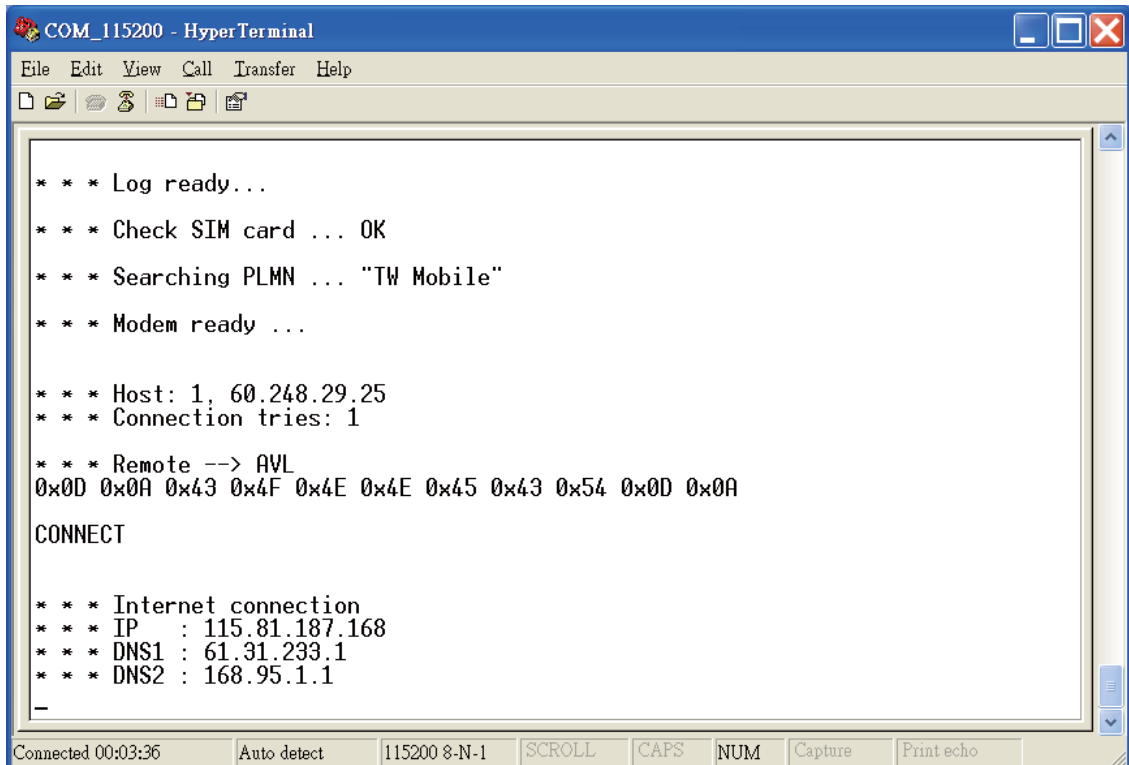 COM_115200 - HyperTerminal
File Edit View Call Transfer Help
* * * Log ready...
* * * Check SIM card ... OK
* * * Searching PLMN ... "TW Mobile"
* * * Modem ready ...
* * * Host: 1, 60.248.29.25
* * * Connection tries: 1
* * * Remote --> AVL
0x0D 0x0A 0x43 0x4F 0x4E 0x4E 0x45 0x43 0x54 0x0D 0x0A
CONNECT
* * * Internet connection
* * * IP : 115.81.187.168
* * * DNS1 : 61.31.233.1
* * * DNS2 : 168.95.1.1
_
Connected 00:03:36 Auto detect 115200 8-N-1 SCROLL CAPS NUM Capture Print echo